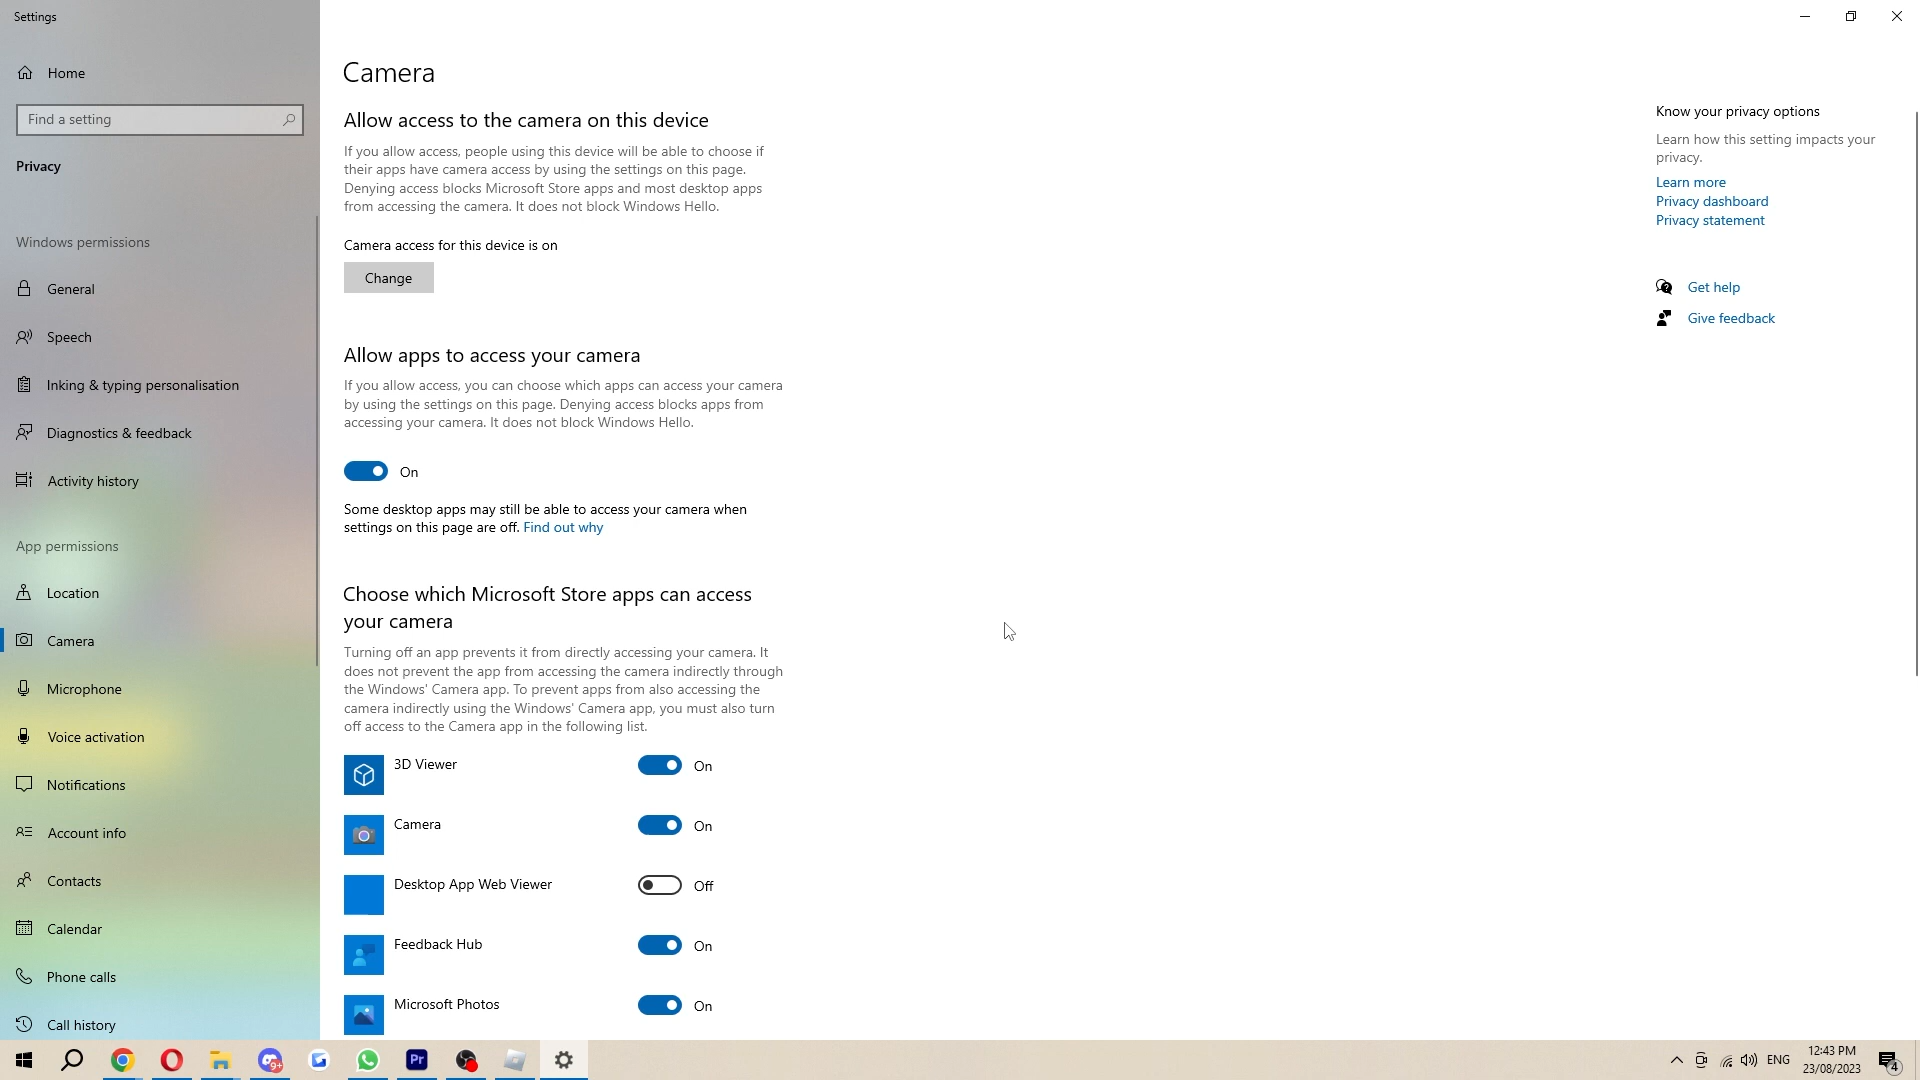 Settings
Home
Find a setting
Privacy
Windows permissions
General
Speech
Inking & typing personalisation
Diagnostics & feedback
Activity history
App permissions
Location
Camera
Microphone
Voice activation
Notifications
Account info
Contacts
Calendar
Phone calls
Call history
Camera
Allow access to the camera on this device
If you allow access, people using this device will be able to choose if
their apps have camera access by using the settings on this page.
Denying access blocks Microsoft Store apps and most desktop apps
from accessing the camera. It does not block Windows Hello.
Camera access for this device is on
Change
Allow apps to access your camera
If you allow access, you can choose which apps can access your camera
by using the settings on this page. Denying access blocks apps from
accessing your camera. It does not block Windows Hello.
On
Some desktop apps may still be able to access your camera when
settings on this page are off. Find out why
Choose which Microsoft Store apps can access
your camera
Turning off an app prevents it from directly accessing your camera. It
does not prevent the app from accessing the camera indirectly through
the Windows' Camera app. To prevent apps from also accessing the
camera indirectly using the Windows' Camera app, you must also turn
off access to the Camera app in the following list.
3D Viewer On
Camera On
Desktop App Web Viewer Off
Feedback Hub On
Microsoft Photos On
Know your privacy options
Learn how this setting impacts your
privacy.
Learn more
Privacy dashboard
Privacy statement
Get help
Give feedback
9+
Pr
ENG
12:43 PM
23/08/2023
4